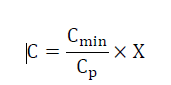 C = C_min / C_p × X